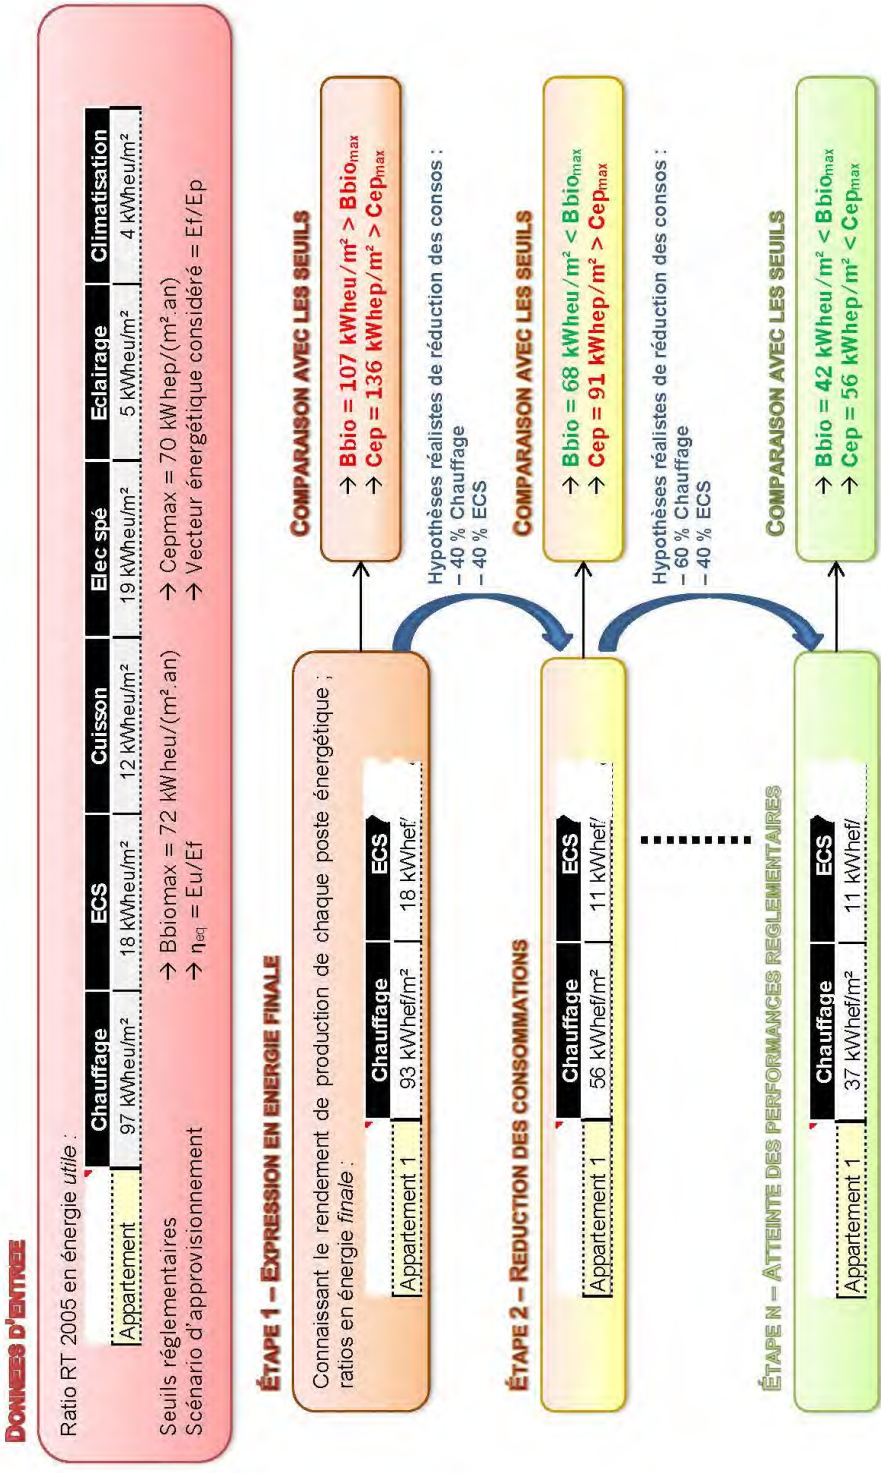 DONNEES D'ENTREE
Ratio RT 2005 en énergie utile :
Chauffage ECS Cuisson Elec spé Eclairage Climatisation
Appartement 97 kWheu/m² 18 kWheu/m² 12 kWheu/m² 19 kWheu/m² 5 kWheu/m² 4 kWheu/m²
Seuils réglementaires → Bbiomax = 72 kWheu/(m².an) → Cepmax = 70 kWhep/(m².an)
Scénario d'approvisionnement → ηeq = Eu/Ef → Vecteur énergétique considéré = Ef/Ep
ÉTAPE 1 – EXPRESSION EN ENERGIE FINALE
Connaissant le rendement de production de chaque poste énergétique ;
ratios en énergie finale :
Chauffage ECS
Appartement 1 93 kWhef/m² 18 kWhef/
COMPARAISON AVEC LES SEUILS
→ Bbio = 107 kWheu/m² > Bbiomax
→ Cep = 136 kWhep/m² > Cepmax
Hypothèses réalistes de réduction des consos :
– 40 % Chauffage
– 40 % ECS
ÉTAPE 2 – REDUCTION DES CONSOMMATIONS
Chauffage ECS
Appartement 1 56 kWhef/m² 11 kWhef/
COMPARAISON AVEC LES SEUILS
→ Bbio = 68 kWheu/m² < Bbiomax
→ Cep = 91 kWhep/m² > Cepmax
Hypothèses réalistes de réduction des consos :
– 60 % Chauffage
– 40 % ECS
ÉTAPE N – ATTEINTE DES PERFORMANCES REGLEMENTAIRES
Chauffage ECS
Appartement 1 37 kWhef/m² 11 kWhef/
COMPARAISON AVEC LES SEUILS
→ Bbio = 42 kWheu/m² < Bbiomax
→ Cep = 56 kWhep/m² < Cepmax